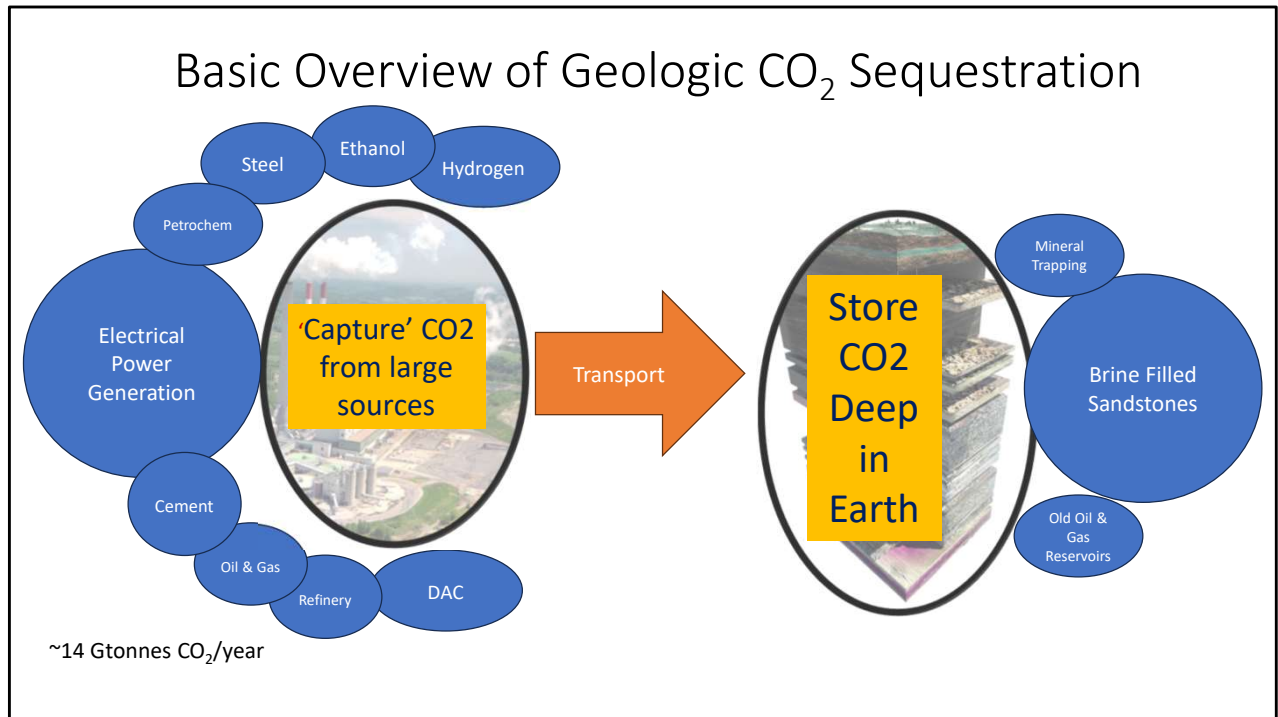 Basic Overview of Geologic CO₂ Sequestration
Ethanol
Steel
Hydrogen
Petrochem
Electrical
Power
Generation
Cement
Oil & Gas
Refinery
DAC
‘Capture’ CO2
from large
sources
Transport
Store
CO2
Deep
in
Earth
Mineral
Trapping
Brine Filled
Sandstones
Old Oil &
Gas
Reservoirs
~14 Gtonnes CO₂/year